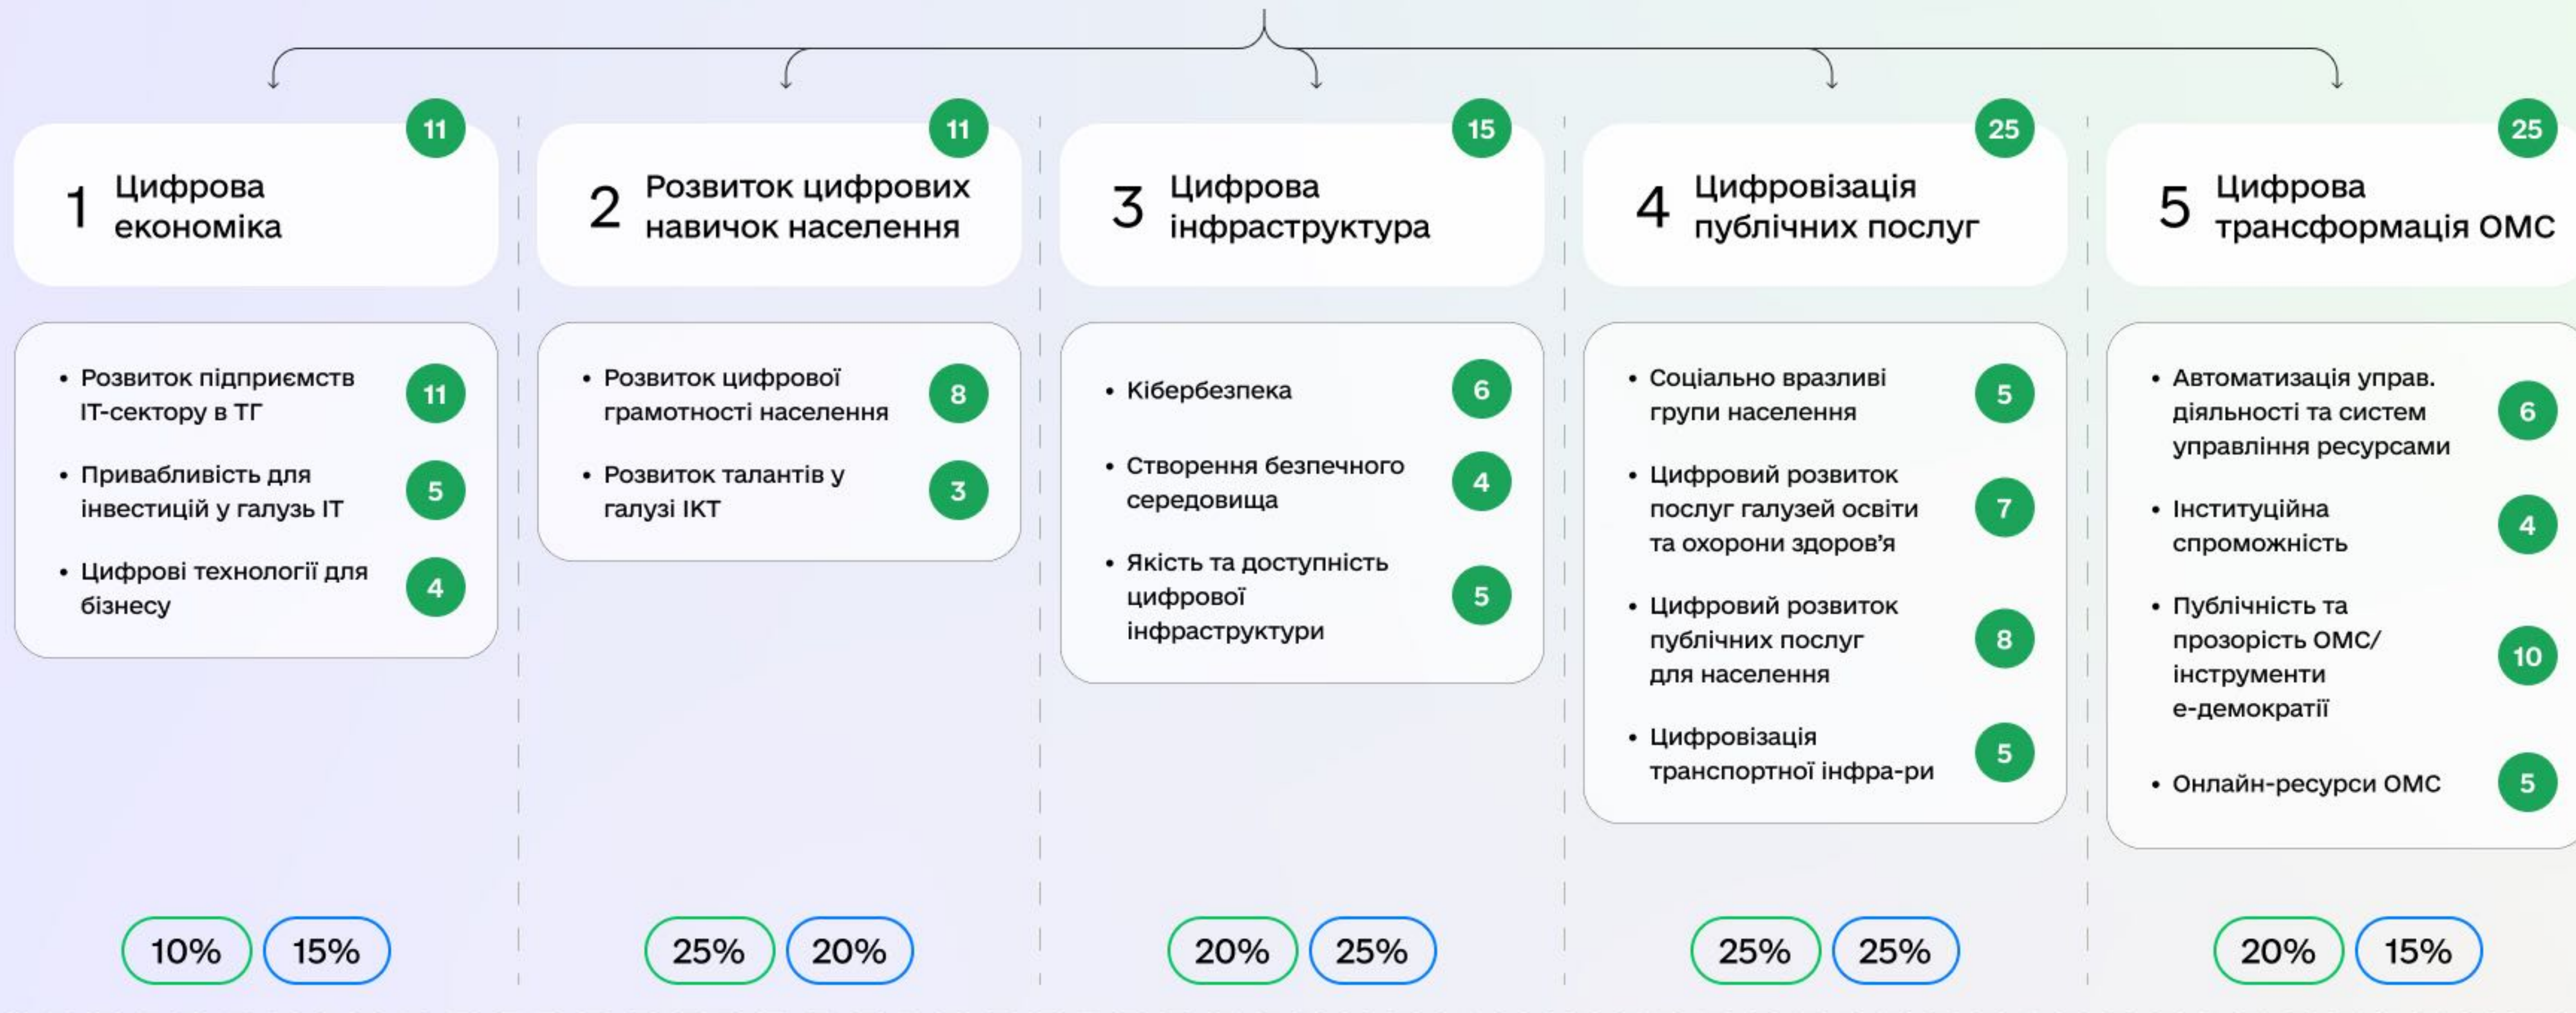 11
1 Цифрова
економіка
• Розвиток підприємств
ІТ-сектору в ТГ
11
• Привабливість для
інвестицій у галузь ІТ
5
• Цифрові технології для
бізнесу
4
10% 15%
11
2 Розвиток цифрових
навичок населення
• Розвиток цифрової
грамотності населення
8
• Розвиток талантів у
галузі ІКТ
3
25% 20%
15
3 Цифрова
інфраструктура
• Кібербезпека
6
• Створення безпечного
середовища
4
• Якість та доступність
цифрової
інфраструктури
5
20% 25%
25
4 Цифровізація
публічних послуг
• Соціально вразливі
групи населення
5
• Цифровий розвиток
послуг галузей освіти
та охорони здоров’я
7
• Цифровий розвиток
публічних послуг
для населення
8
• Цифровізація
транспортної інфра-ри
5
25% 25%
25
5 Цифрова
трансформація ОМС
• Автоматизація управ.
діяльності та систем
управління ресурсами
6
• Інституційна
спроможність
4
• Публічність та
прозорість ОМС/
інструменти
е-демократії
10
• Онлайн-ресурси ОМС
5
20% 15%